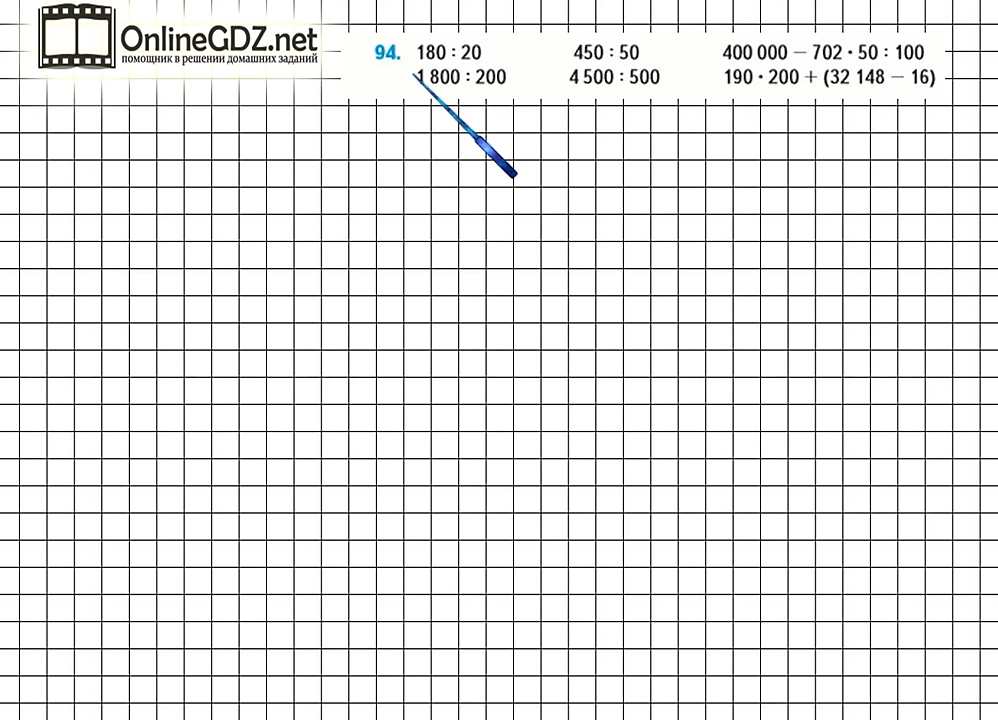 OnlineGDZ.net
помощник в решении домашних заданий
94. 180 : 20 450 : 50 400 000 − 702 · 50 : 100
1 800 : 200 4 500 : 500 190 · 200 + (32 148 − 16)